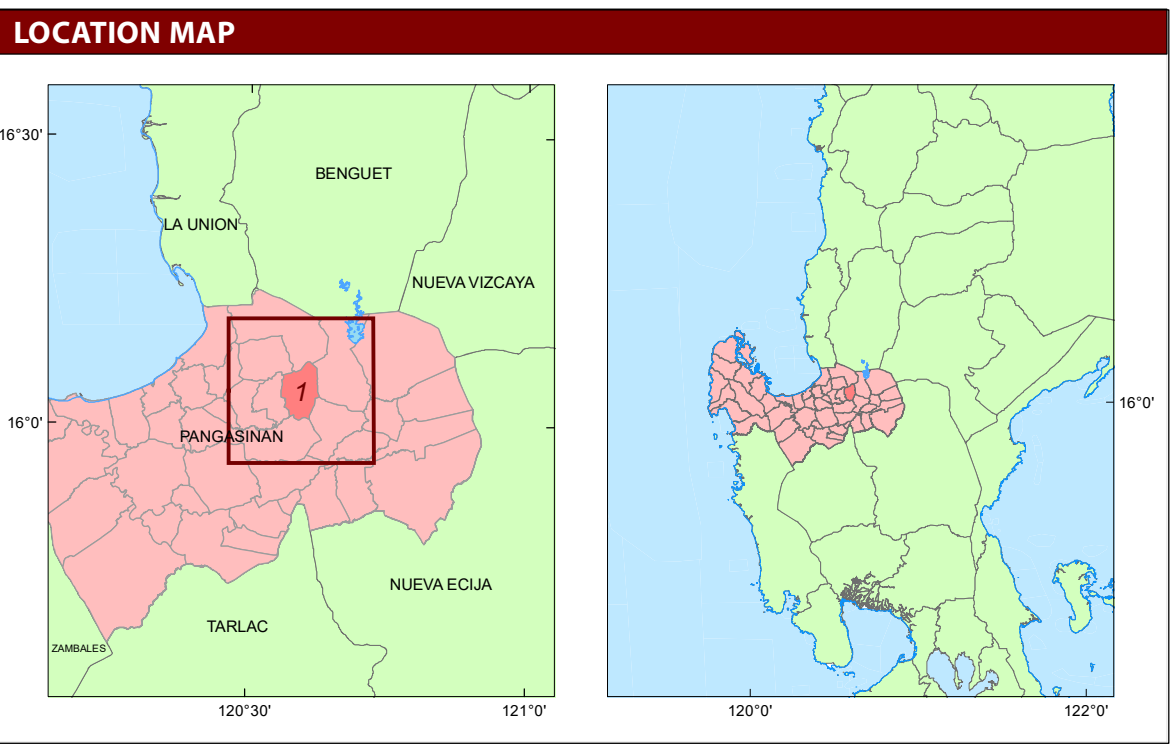 LOCATION MAP
16°30'
BENGUET
LA UNION
NUEVA VIZCAYA
1
16°0'
PANGASINAN
NUEVA ECIJA
TARLAC
ZAMBALES
120°30'
121°0'
16°0'
120°0'
122°0'